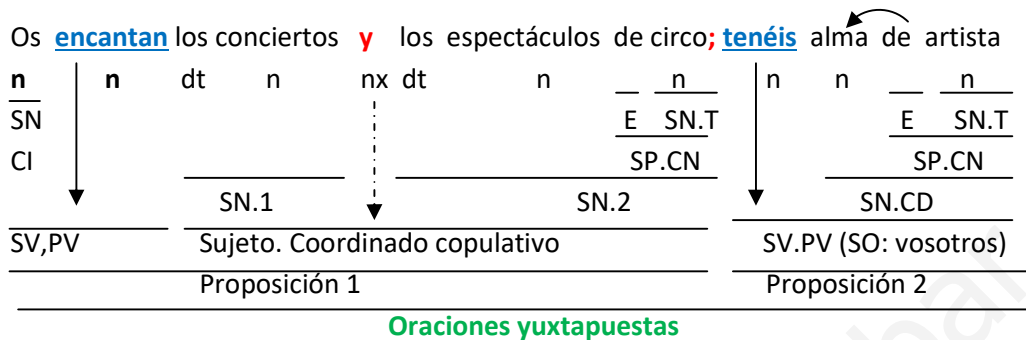 Os encantan los conciertos y los espectáculos de circo; tenéis alma de artista
n n dt n nx dt n n n n n
SN E SN.T E SN.T
CI SP.CN SP.CN
SN.1 SN.2 SN.CD
SV,PV Sujeto. Coordinado copulativo SV.PV (SO: vosotros)
Proposición 1 Proposición 2
Oraciones yuxtapuestas